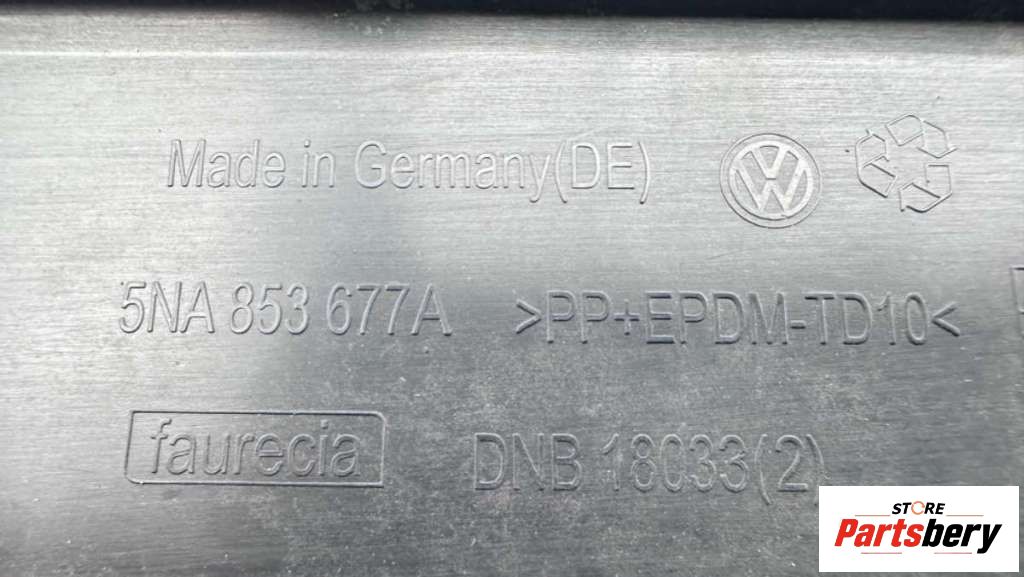 Made in Germany(DE)
5NA 853 677A >PP+EPDM-TD10<
faurecia DNB 18033(2)
STORE
Partsbery